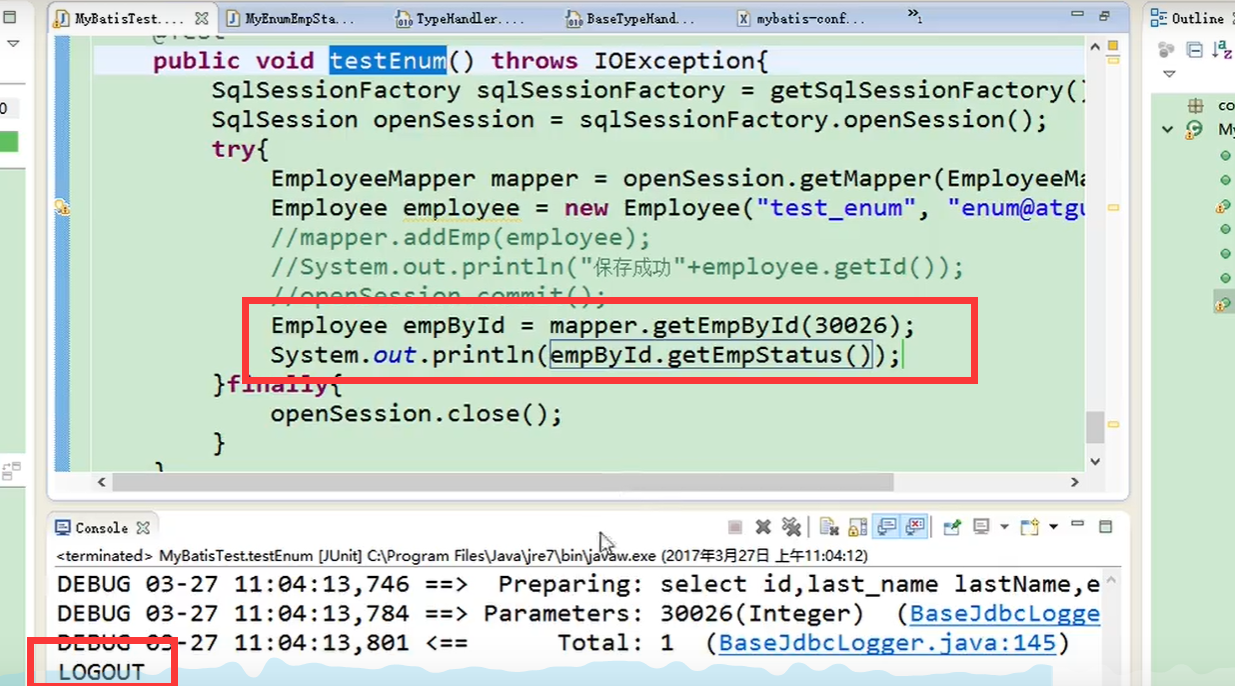 MyBatisTest....
MyEnumEmpSta...
TypeHandler....
BaseTypeHand...
mybatis-conf...
»1
Outline
@Test
public void testEnum() throws IOException{
SqlSessionFactory sqlSessionFactory = getSqlSessionFactory()
SqlSession openSession = sqlSessionFactory.openSession();
try{
EmployeeMapper mapper = openSession.getMapper(EmployeeMa
Employee employee = new Employee("test_enum", "enum@atgu
//mapper.addEmp(employee);
//System.out.println("保存成功"+employee.getId());
//openSession.commit();
Employee empById = mapper.getEmpById(30026);
System.out.println(empById.getEmpStatus());
}finally{
openSession.close();
}
}
co
My
Console
<terminated> MyBatisTest.testEnum [JUnit] C:\Program Files\Java\jre7\bin\javaw.exe (2017年3月27日 上午11:04:12)
DEBUG 03-27 11:04:13,746 ==>  Preparing: select id,last_name lastName,e
DEBUG 03-27 11:04:13,784 ==> Parameters: 30026(Integer)  (BaseJdbcLogge
DEBUG 03-27 11:04:13,801 <==      Total: 1  (BaseJdbcLogger.java:145)
LOGOUT